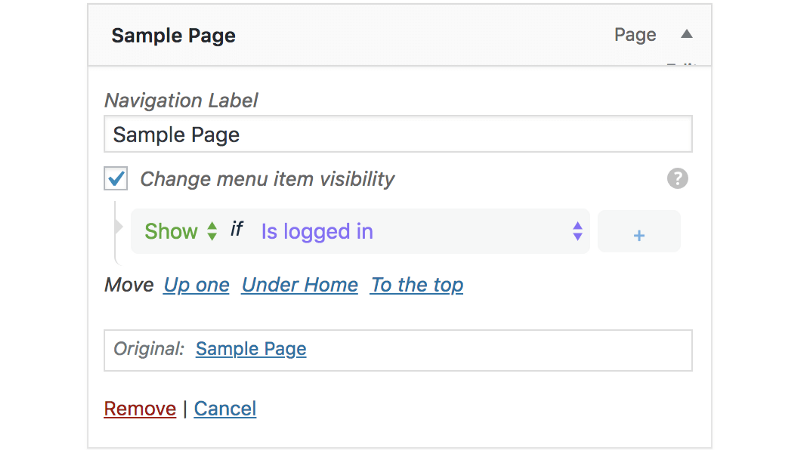 Sample Page Page
Navigation Label
Sample Page
Change menu item visibility ?
Show if Is logged in +
Move Up one Under Home To the top
Original: Sample Page
Remove | Cancel